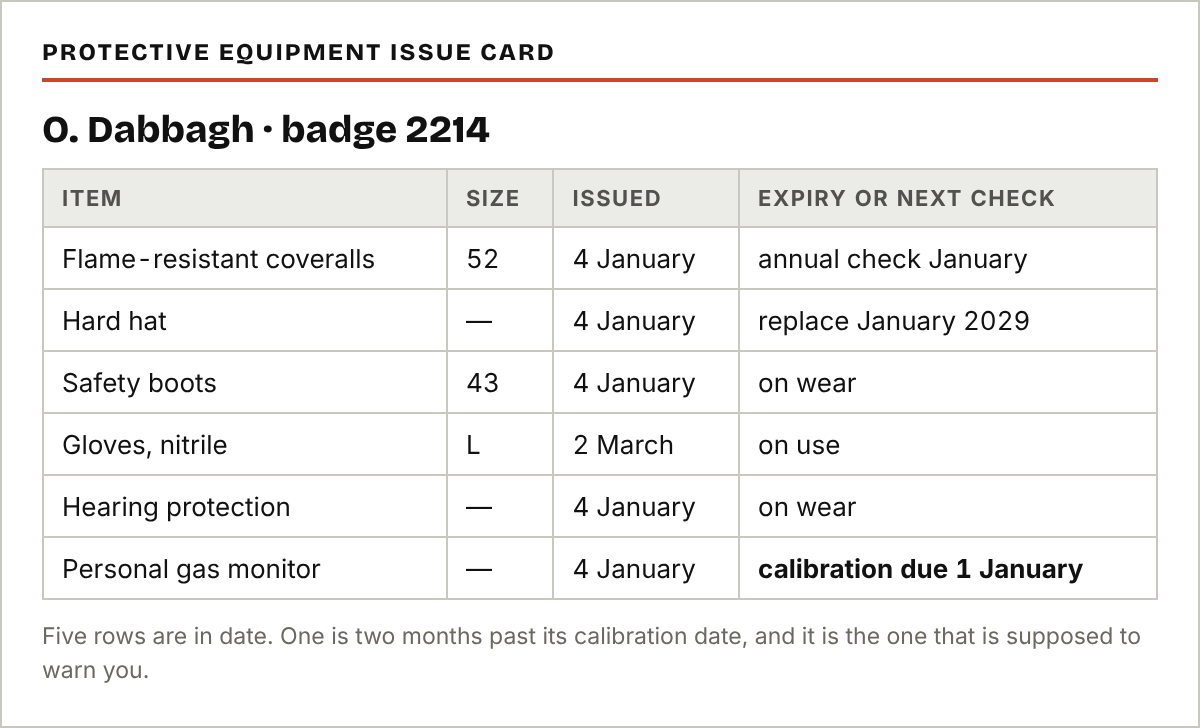 PROTECTIVE EQUIPMENT ISSUE CARD
O. Dabbagh · badge 2214
ITEM SIZE ISSUED EXPIRY OR NEXT CHECK
Flame-resistant coveralls 52 4 January annual check January
Hard hat — 4 January replace January 2029
Safety boots 43 4 January on wear
Gloves, nitrile L 2 March on use
Hearing protection — 4 January on wear
Personal gas monitor — 4 January calibration due 1 January
Five rows are in date. One is two months past its calibration date, and it is the one that is supposed to
warn you.